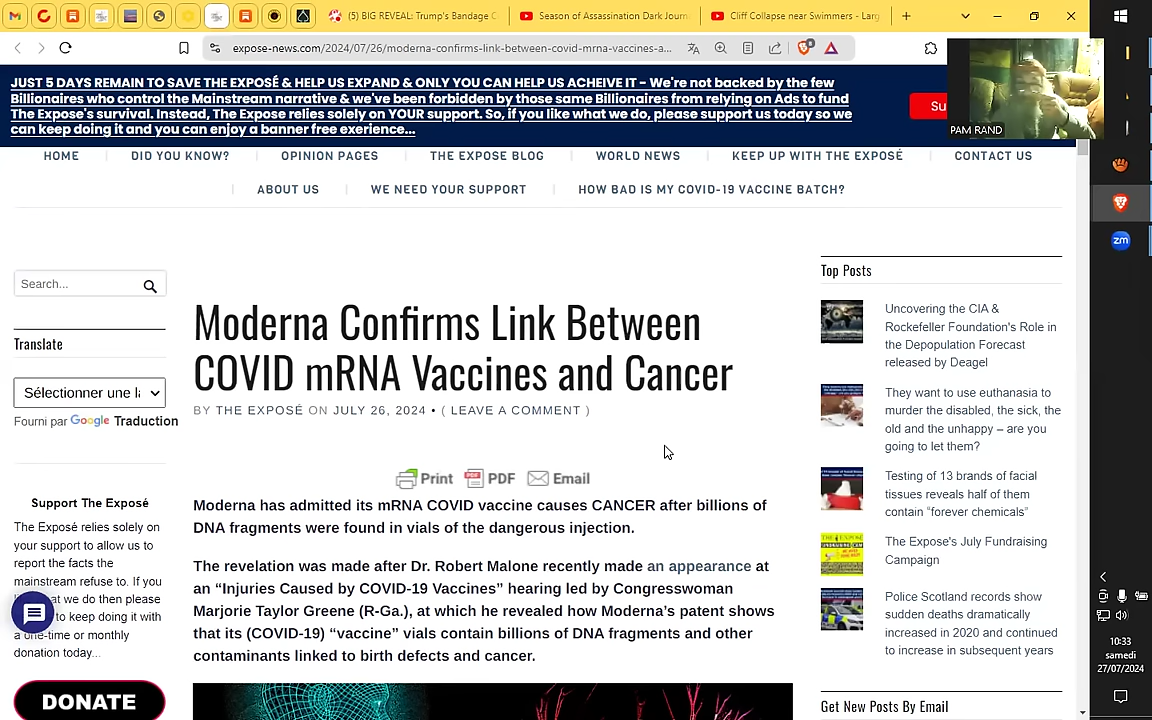 (5) BIG REVEAL: Trump's Bandage C
Season of Assassination Dark Journ
Cliff Collapse near Swimmers - Larg
expose-news.com/2024/07/26/moderna-confirms-link-between-covid-mrna-vaccines-a...
JUST 5 DAYS REMAIN TO SAVE THE EXPOSÉ & HELP US EXPAND & ONLY YOU CAN HELP US ACHEIVE IT - We're not backed by the few
Billionaires who control the Mainstream narrative & we've been forbidden by those same Billionaires from relying on Ads to fund
The Expose's survival. Instead, The Expose relies solely on YOUR support. So, if you like what we do, please support us today so we
can keep doing it and you can enjoy a banner free exerience...
Su
PAM RAND
HOME
DID YOU KNOW?
OPINION PAGES
THE EXPOSE BLOG
WORLD NEWS
KEEP UP WITH THE EXPOSÉ
CONTACT US
ABOUT US
WE NEED YOUR SUPPORT
HOW BAD IS MY COVID-19 VACCINE BATCH?
Search...
Translate
Sélectionner une la
Fourni par Google Traduction
Support The Exposé
The Exposé relies solely on
your support to allow us to
report the facts the
mainstream refuse to. If you
at we do then please
to keep doing it with
a one-time or monthly
donation today...
DONATE
Moderna Confirms Link Between
COVID mRNA Vaccines and Cancer
BY THE EXPOSÉ ON JULY 26, 2024 • ( LEAVE A COMMENT )
Print PDF Email
Moderna has admitted its mRNA COVID vaccine causes CANCER after billions of
DNA fragments were found in vials of the dangerous injection.
The revelation was made after Dr. Robert Malone recently made an appearance at
an “Injuries Caused by COVID-19 Vaccines” hearing led by Congresswoman
Marjorie Taylor Greene (R-Ga.), at which he revealed how Moderna’s patent shows
that its (COVID-19) “vaccine” vials contain billions of DNA fragments and other
contaminants linked to birth defects and cancer.
Top Posts
Uncovering the CIA &
Rockefeller Foundation's Role in
the Depopulation Forecast
released by Deagel
They want to use euthanasia to
murder the disabled, the sick, the
old and the unhappy – are you
going to let them?
Testing of 13 brands of facial
tissues reveals half of them
contain “forever chemicals”
The Expose's July Fundraising
Campaign
Police Scotland records show
sudden deaths dramatically
increased in 2020 and continued
to increase in subsequent years
Get New Posts By Email
zm
10:33
samedi
27/07/2024